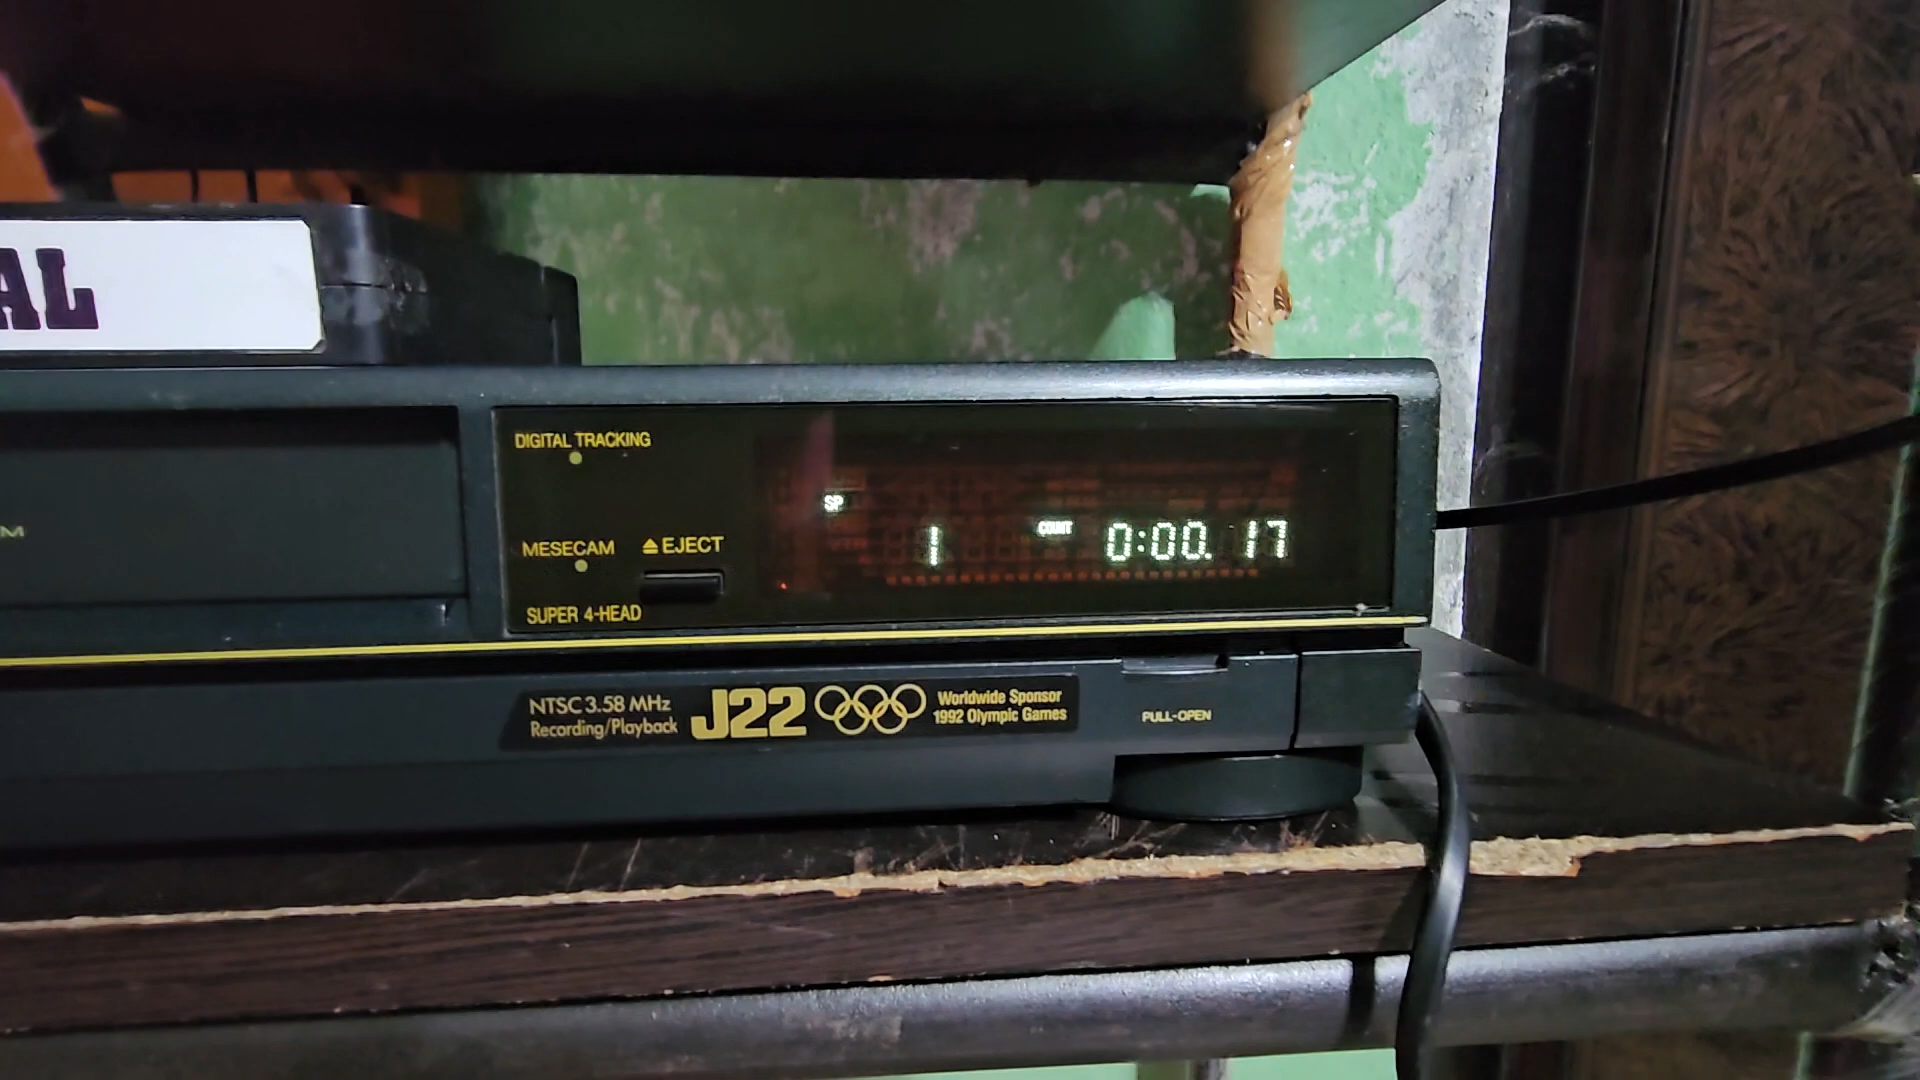 AL
DIGITAL TRACKING
SP
1 COUNT 0:00. 17
M
MESECAM ▲EJECT
SUPER 4-HEAD
NTSC 3.58 MHz
Recording/Playback
J22
Worldwide Sponsor
1992 Olympic Games
PULL-OPEN